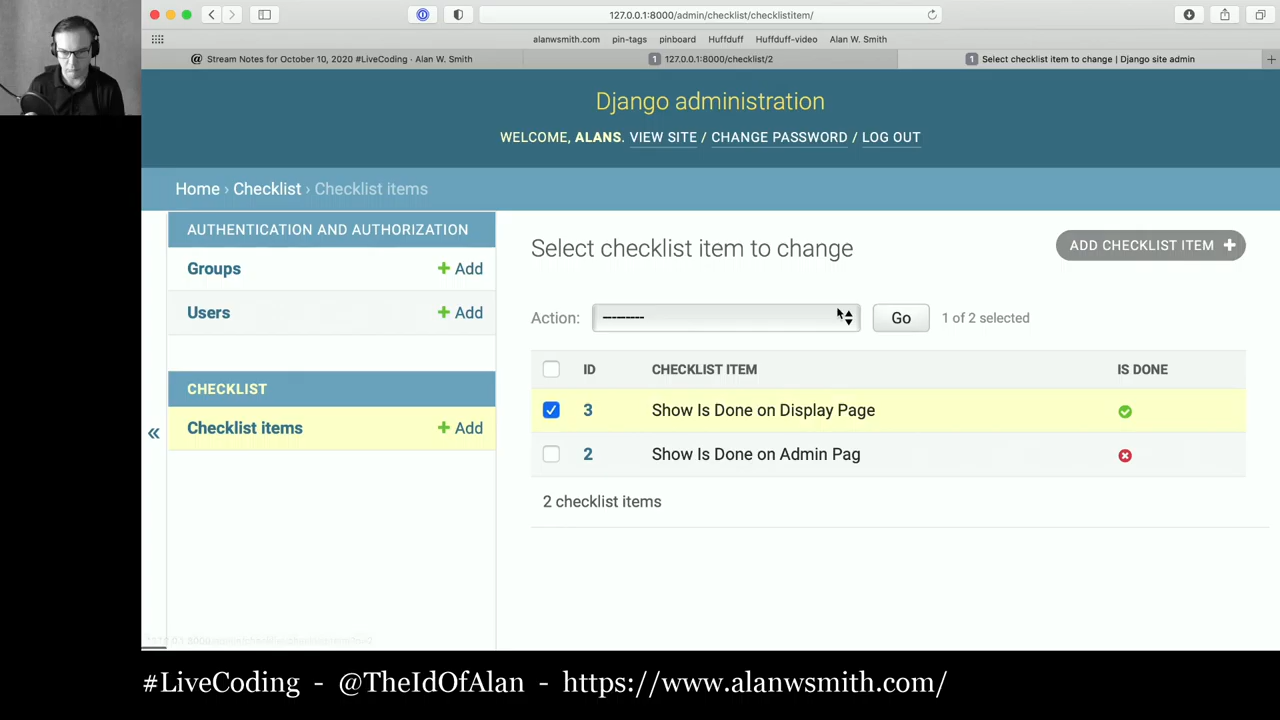 127.0.0.1:8000/admin/checklist/checklistitem/
alanwsmith.com pin-tags pinboard Huffduff Huffduff-video Alan W. Smith
@ Stream Notes for October 10, 2020 #LiveCoding · Alan W. Smith
1 127.0.0.1:8000/checklist/2
1 Select checklist item to change | Django site admin
Django administration
WELCOME, ALANS. VIEW SITE / CHANGE PASSWORD / LOG OUT
Home › Checklist › Checklist items
AUTHENTICATION AND AUTHORIZATION
Groups + Add
Users + Add
CHECKLIST
Checklist items + Add
«
Select checklist item to change
ADD CHECKLIST ITEM +
Action: --------- Go 1 of 2 selected
ID CHECKLIST ITEM IS DONE
3 Show Is Done on Display Page
2 Show Is Done on Admin Pag
2 checklist items
#LiveCoding - @TheIdOfAlan - https://www.alanwsmith.com/